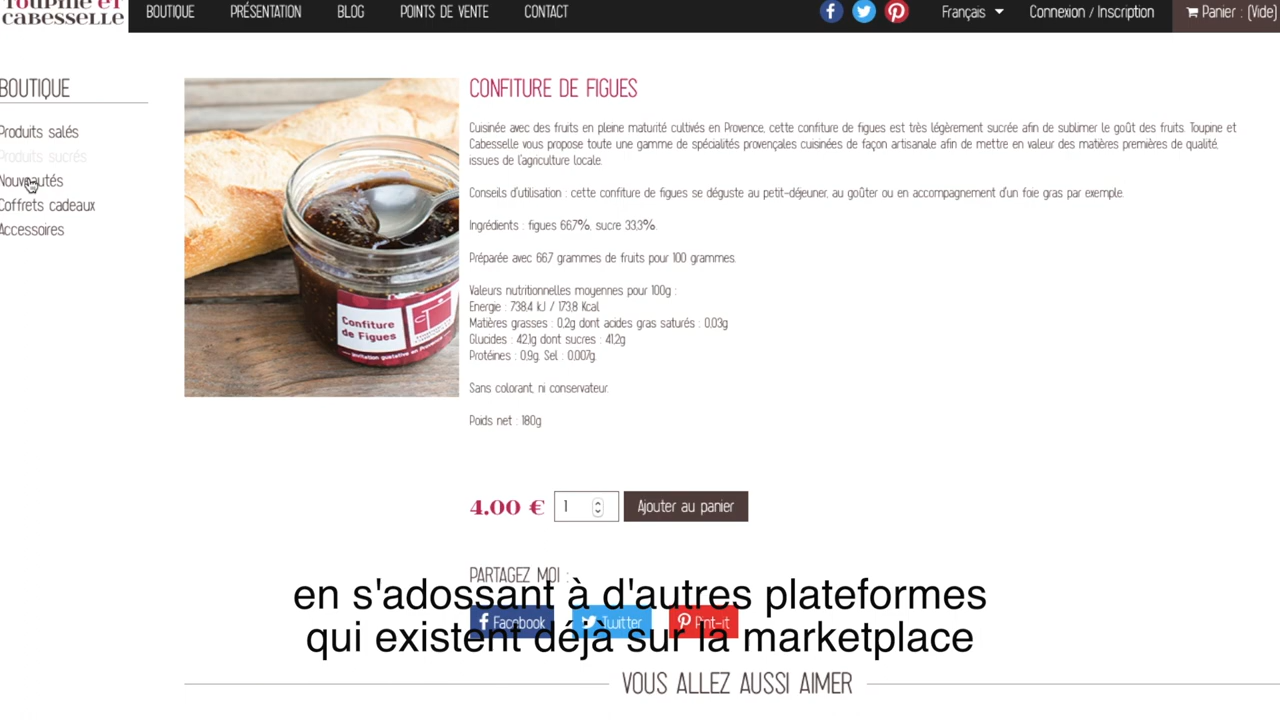 TOUPINE ET
CABESSELLE
BOUTIQUE
PRÉSENTATION
BLOG
POINTS DE VENTE
CONTACT
Français
Connexion / Inscription
Panier : (Vide)
BOUTIQUE
Produits salés
Produits sucrés
Nouveautés
Coffrets cadeaux
Accessoires
Confiture
de Figues
CONFITURE DE FIGUES
Cuisinée avec des fruits en pleine maturité cultivés en Provence, cette confiture de figues est très légèrement sucrée afin de sublimer le goût des fruits. Toupine et
Cabesselle vous propose toute une gamme de spécialités provençales cuisinées de façon artisanale afin de mettre en valeur des matières premières de qualité,
issues de l'agriculture locale.
Conseils d'utilisation : cette confiture de figues se déguste au petit-déjeuner, au goûter ou en accompagnement d'un foie gras par exemple.
Ingrédients : figues 66,7%, sucre 33,3%.
Préparée avec 66,7 grammes de fruits pour 100 grammes.
Valeurs nutritionnelles moyennes pour 100g :
Energie : 738,4 kJ / 173,8 Kcal
Matières grasses : 0.2g dont acides gras saturés : 0.03g
Glucides : 42.1g dont sucres : 41.2g
Protéines : 0.9g. Sel : 0.007g.
Sans colorant, ni conservateur.
Poids net : 180g
4.00 €
1
Ajouter au panier
PARTAGEZ MOI :
Facebook
Twitter
Pint-it
en s'adossant à d'autres plateformes
qui existent déjà sur la marketplace
VOUS ALLEZ AUSSI AIMER